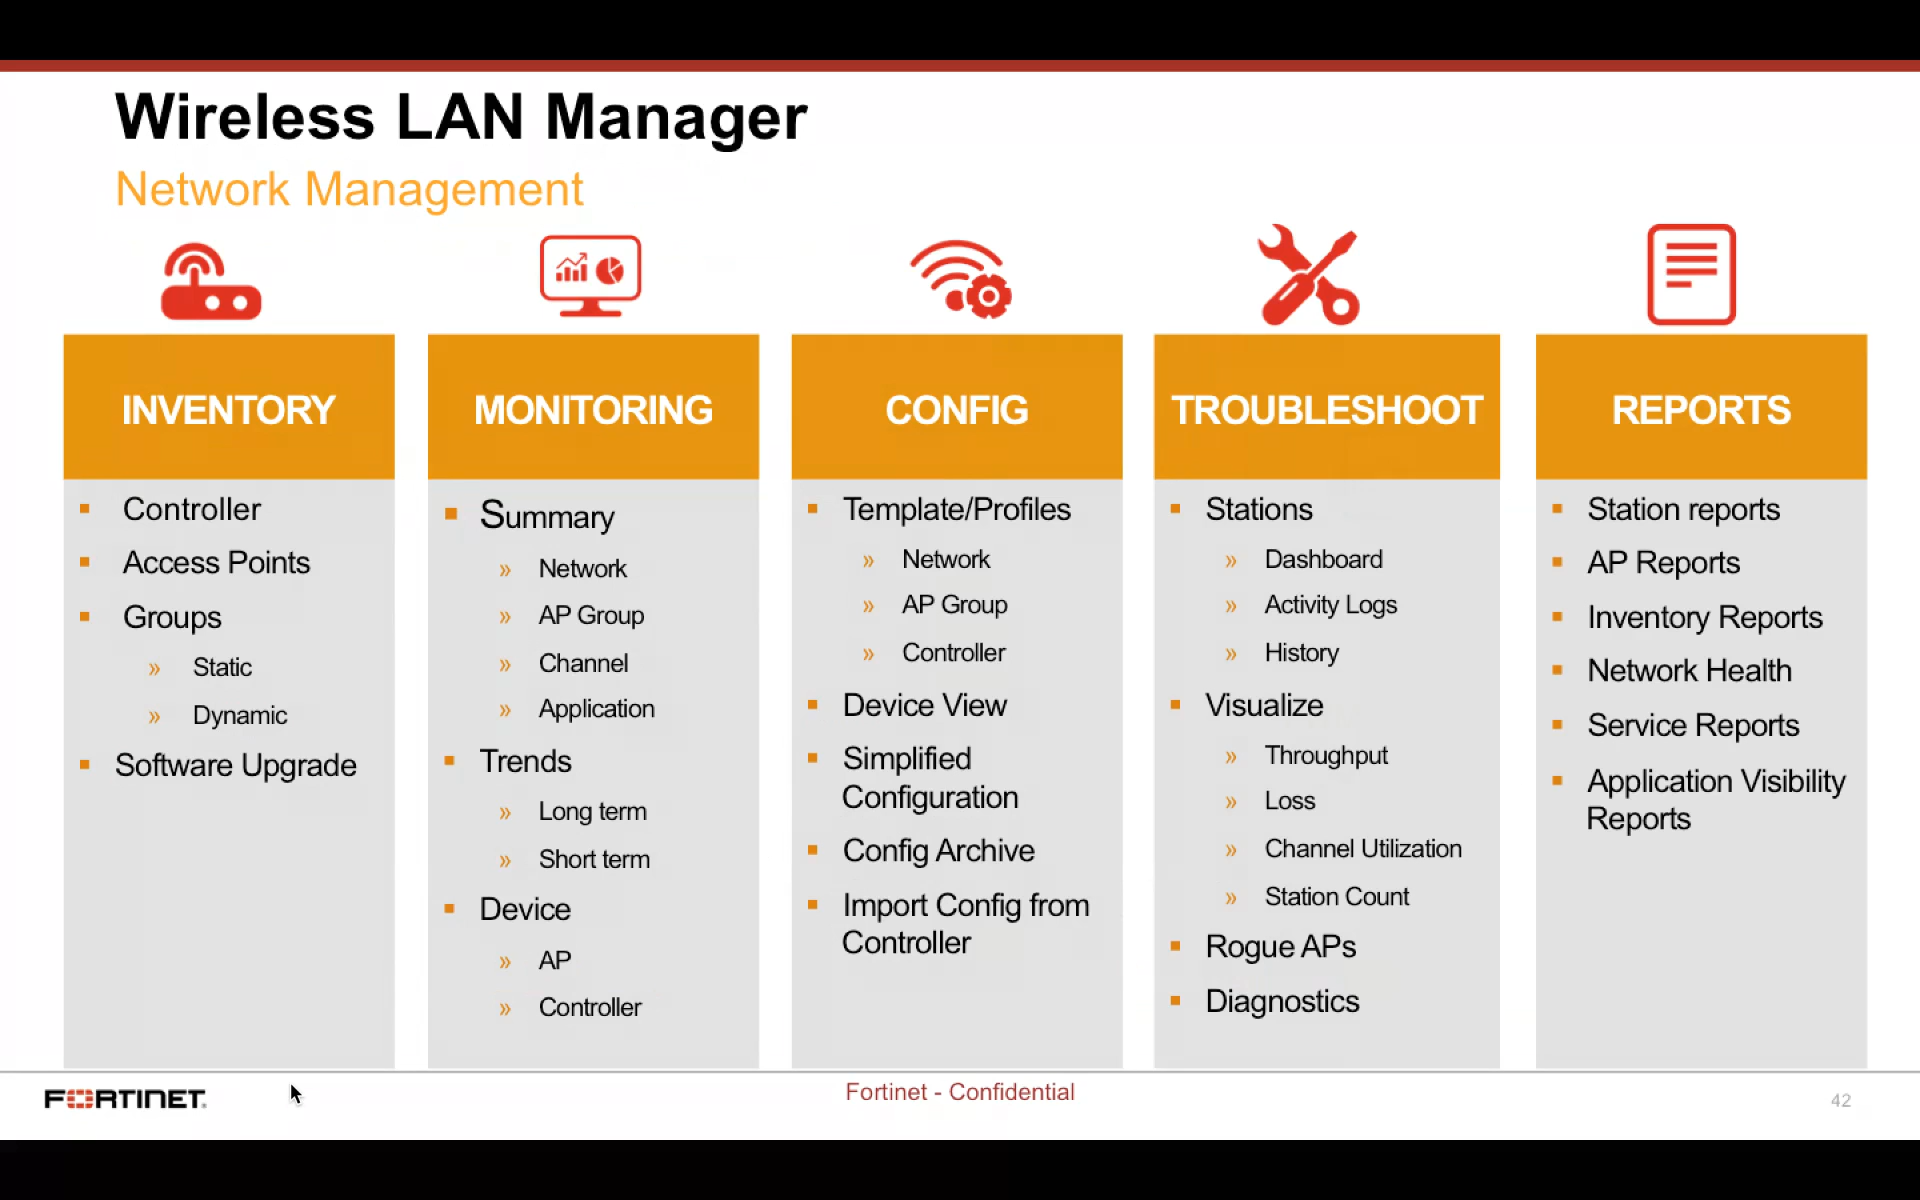 Wireless LAN Manager
Network Management
INVENTORY
Controller
Access Points
Groups
Static
Dynamic
Software Upgrade
MONITORING
Summary
Network
AP Group
Channel
Application
Trends
Long term
Short term
Device
AP
Controller
CONFIG
Template/Profiles
Network
AP Group
Controller
Device View
Simplified
Configuration
Config Archive
Import Config from
Controller
TROUBLESHOOT
Stations
Dashboard
Activity Logs
History
Visualize
Throughput
Loss
Channel Utilization
Station Count
Rogue APs
Diagnostics
REPORTS
Station reports
AP Reports
Inventory Reports
Network Health
Service Reports
Application Visibility
Reports
FORTINET
Fortinet - Confidential
42